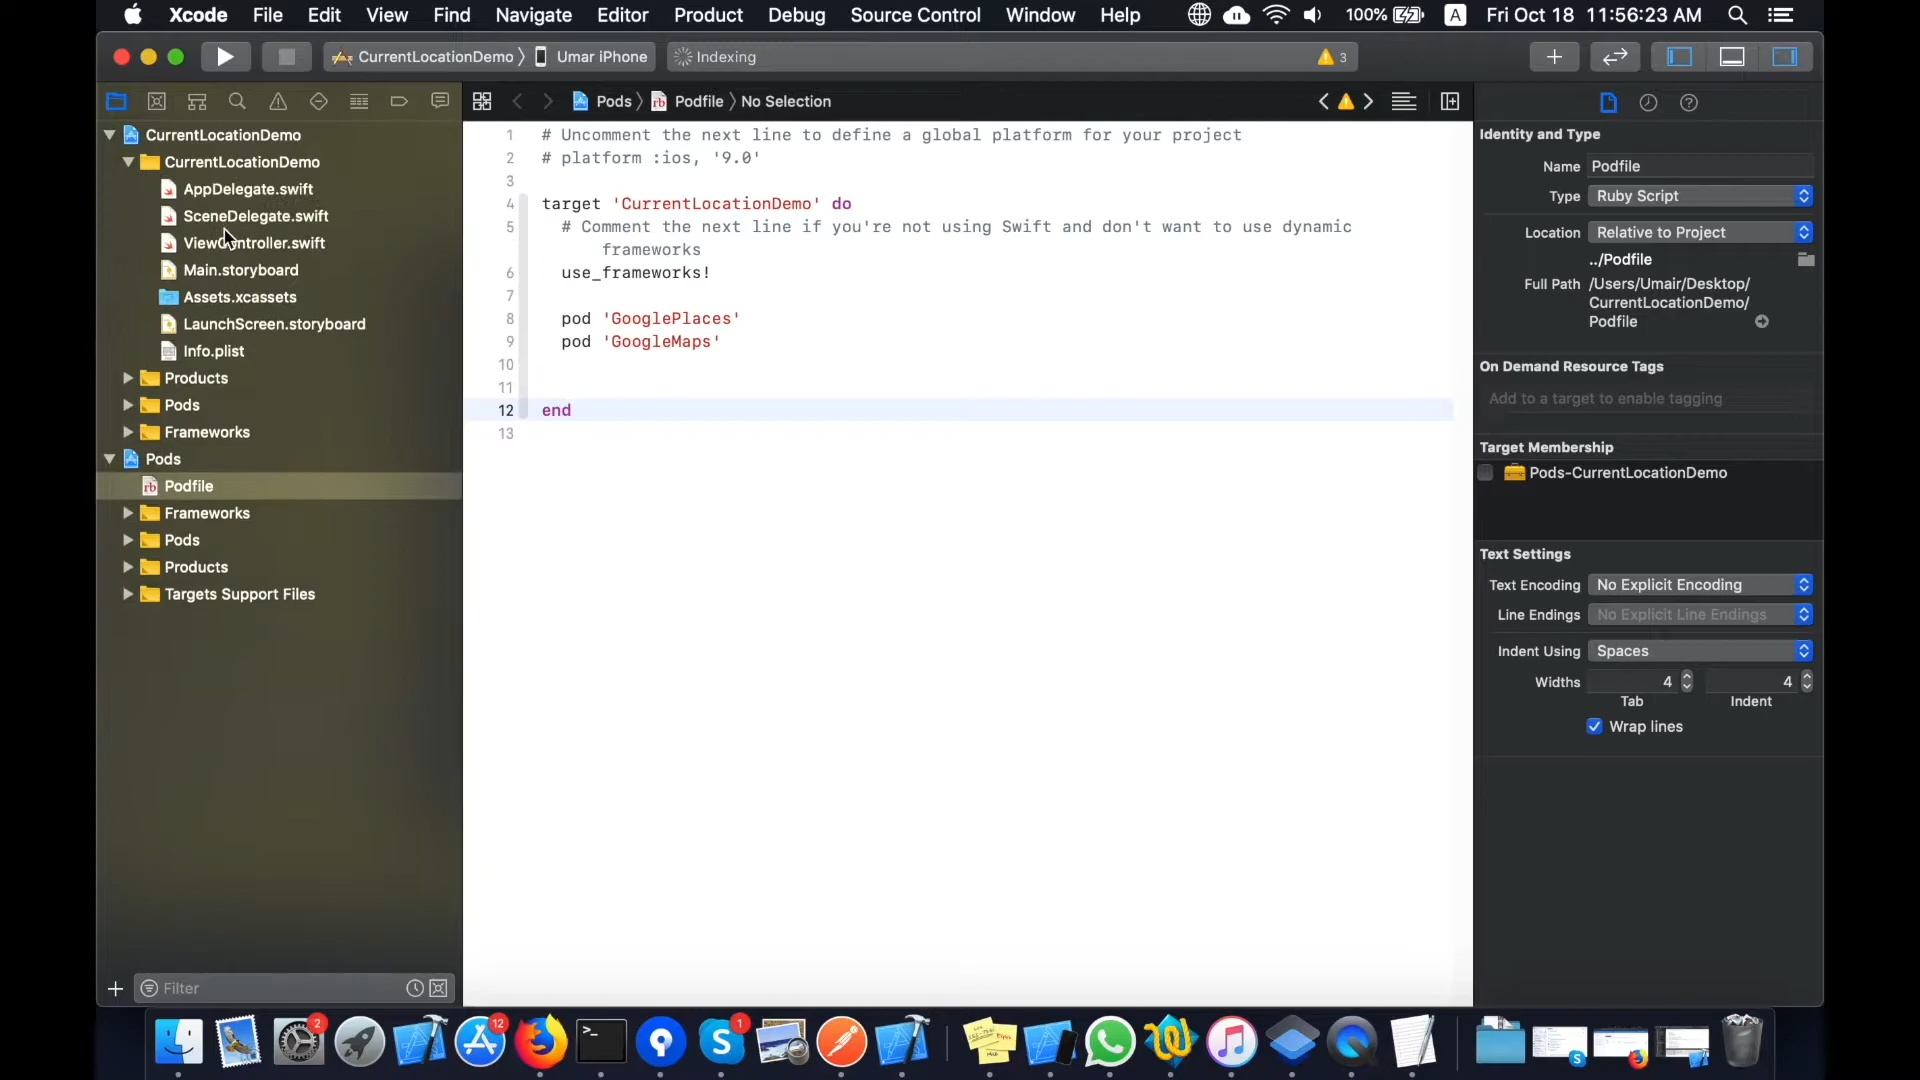 Xcode File Edit View Find Navigate Editor Product Debug Source Control Window Help 100% A Fri Oct 18 11:56:23 AM
CurrentLocationDemo Umar iPhone Indexing 3
Pods Podfile No Selection
CurrentLocationDemo
CurrentLocationDemo
AppDelegate.swift
SceneDelegate.swift
ViewController.swift
Main.storyboard
Assets.xcassets
LaunchScreen.storyboard
Info.plist
Products
Pods
Frameworks
Pods
rb Podfile
Frameworks
Pods
Products
Targets Support Files
Filter
1 # Uncomment the next line to define a global platform for your project
2 # platform :ios, '9.0'
3
4 target 'CurrentLocationDemo' do
5 # Comment the next line if you're not using Swift and don't want to use dynamic
frameworks
6 use_frameworks!
7
8 pod 'GooglePlaces'
9 pod 'GoogleMaps'
10
11
12 end
13
Identity and Type
Name Podfile
Type Ruby Script
Location Relative to Project
../Podfile
Full Path /Users/Umair/Desktop/
CurrentLocationDemo/
Podfile
On Demand Resource Tags
Add to a target to enable tagging
Target Membership
Pods-CurrentLocationDemo
Text Settings
Text Encoding No Explicit Encoding
Line Endings No Explicit Line Endings
Indent Using Spaces
Widths 4 4
Tab Indent
Wrap lines
2 12 1